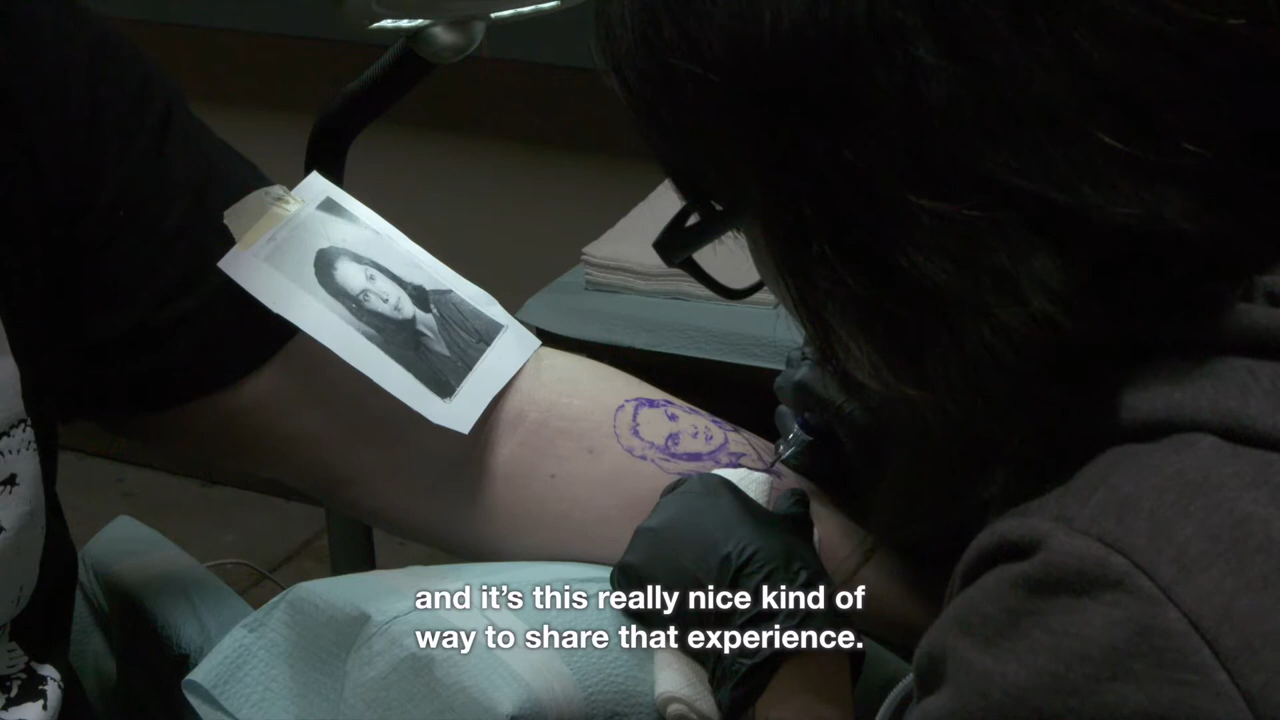 and it’s this really nice kind of
way to share that experience.